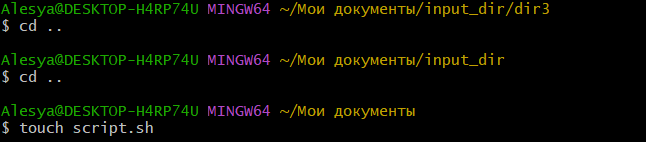 Alesya@DESKTOP-H4RP74U MINGW64 ~/Мои документы/input_dir/dir3
$ cd ..
Alesya@DESKTOP-H4RP74U MINGW64 ~/Мои документы/input_dir
$ cd ..
Alesya@DESKTOP-H4RP74U MINGW64 ~/Мои документы
$ touch script.sh